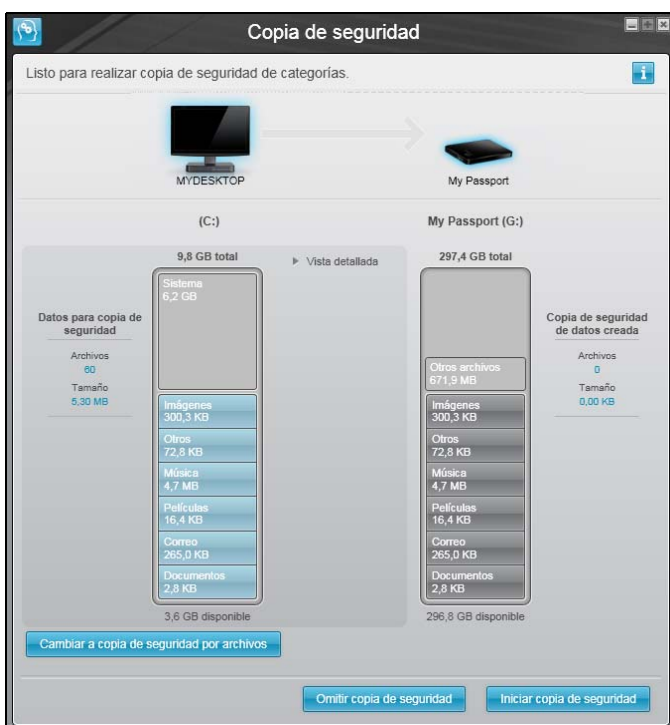 Copia de seguridad
Listo para realizar copia de seguridad de categorías.
MYDESKTOP
My Passport
(C:)
My Passport (G:)
9,8 GB total
Vista detallada
297,4 GB total
Sistema
6,2 GB
Datos para copia de
seguridad
Archivos
60
Tamaño
5,30 MB
Imágenes
300,3 KB
Otros
72,8 KB
Música
4,7 MB
Películas
16,4 KB
Correo
265,0 KB
Documentos
2,8 KB
3,6 GB disponible
Otros archivos
671,9 MB
Imágenes
300,3 KB
Otros
72,8 KB
Música
4,7 MB
Películas
16,4 KB
Correo
265,0 KB
Documentos
2,8 KB
296,8 GB disponible
Copia de seguridad
de datos creada
Archivos
0
Tamaño
0,00 KB
Cambiar a copia de seguridad por archivos
Omitir copia de seguridad
Iniciar copia de seguridad